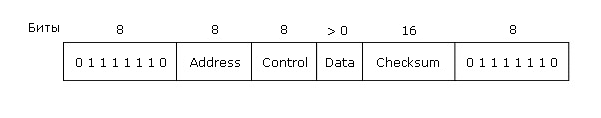 Биты 8 8 8 > 0 16 8
0 1 1 1 1 1 1 0 Address Control Data Checksum 0 1 1 1 1 1 1 0